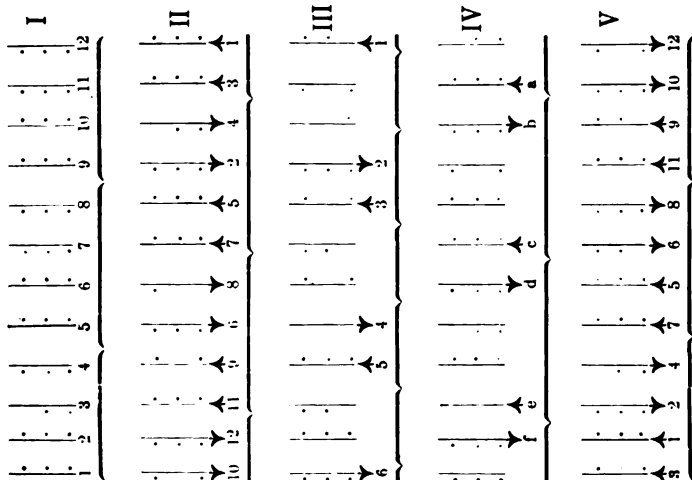 1 2 3 4 5 6 7 8 9 10 11 12 I
10 12 11 9 6 8 7 5 2 4 3 1 II
6 5 4 3 2 1 III
f e d c b a IV
3 1 2 4 7 5 6 8 11 9 10 12 V